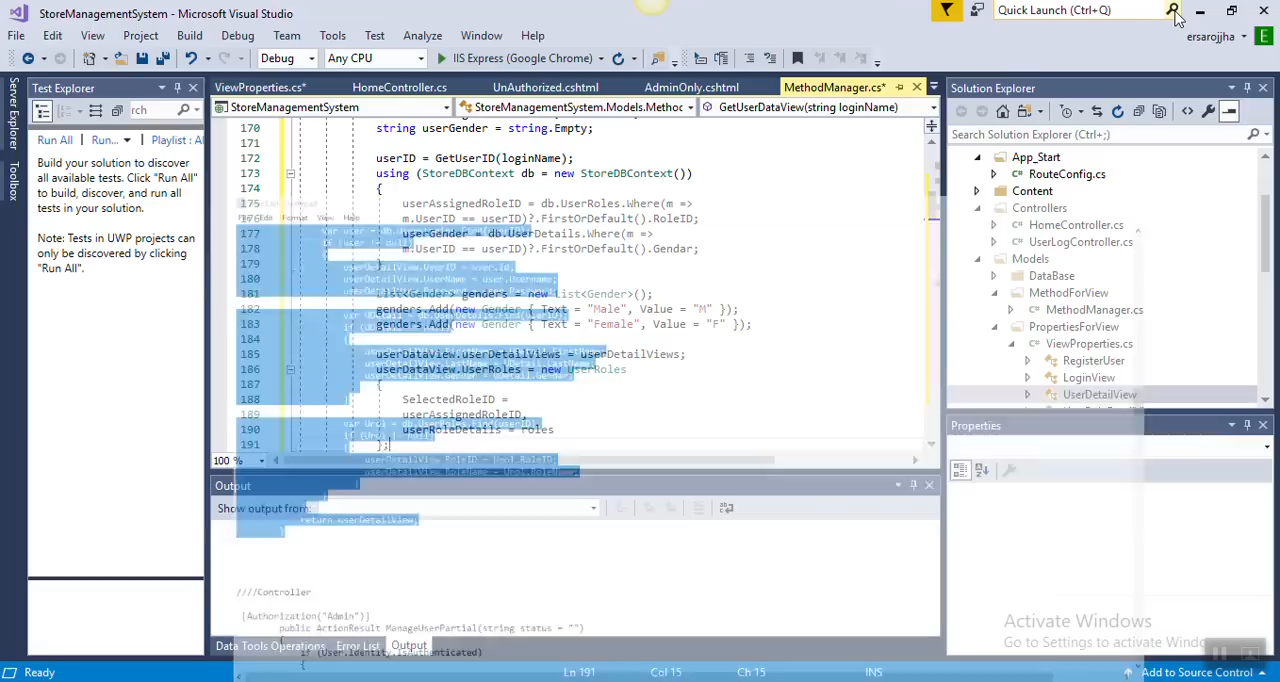 StoreManagementSystem - Microsoft Visual Studio
Quick Launch (Ctrl+Q)
File Edit View Project Build Debug Team Tools Test Analyze Window Help
ersarojjha
E
Debug
Any CPU
IIS Express (Google Chrome)
Server Explorer
Toolbox
Test Explorer
rch
Run All Run... Playlist : Al
Build your solution to discover
all available tests. Click "Run All"
to build, discover, and run all
tests in your solution.
Note: Tests in UWP projects can
only be discovered by clicking
"Run All".
ViewProperties.cs* HomeController.cs UnAuthorized.cshtml AdminOnly.cshtml MethodManager.cs*
StoreManagementSystem
StoreManagementSystem.Models.Metho
GetUserDataView(string loginName)
170 string userGender = string.Empty;
171
172 userID = GetUserID(loginName);
173 using (StoreDBContext db = new StoreDBContext())
174 {
175 userAssignedRoleID = db.UserRoles.Where(m =>
176 m.UserID == userID)?.FirstOrDefault().RoleID;
177 userGender = db.UserDetails.Where(m =>
178 m.UserID == userID)?.FirstOrDefault().Gendar;
179 }
180
181 List<Gender> genders = new List<Gender>();
182 genders.Add(new Gender { Text = "Male", Value = "M" });
183 genders.Add(new Gender { Text = "Female", Value = "F" });
184
185 userDataView.userDetailViews = userDetailViews;
186 userDataView.UserRoles = new UserRoles
187 {
188 SelectedRoleID =
189 userAssignedRoleID,
190 userRoleDetails = roles
191 };
100 %
Output
Show output from:
return userDetailView;
}
////Controller
[Authorization("Admin")]
public ActionResult ManageUserPartial(string status = "")
{
if (User.Identity.IsAuthenticated)
{
Data Tools Operations Error List Output
Solution Explorer
Search Solution Explorer (Ctrl+;)
App_Start
RouteConfig.cs
Content
Controllers
HomeController.cs
UserLogController.cs
Models
DataBase
MethodForView
MethodManager.cs
PropertiesForView
ViewProperties.cs
RegisterUser
LoginView
UserDetailView
Properties
Activate Windows
Go to Settings to activate Windo
Ready
Ln 191 Col 15 Ch 15 INS
Add to Source Control